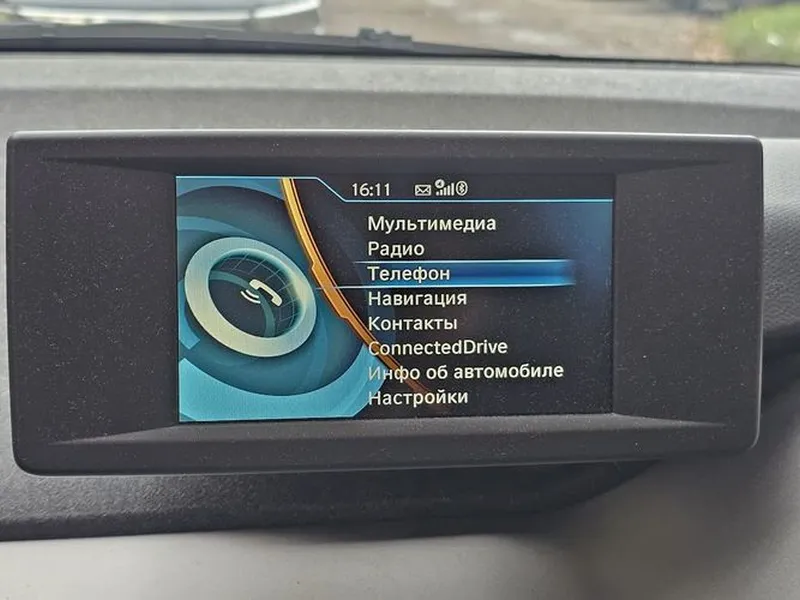 16:11
Мультимедиа
Радио
Телефон
Навигация
Контакты
ConnectedDrive
Инфо об автомобиле
Настройки